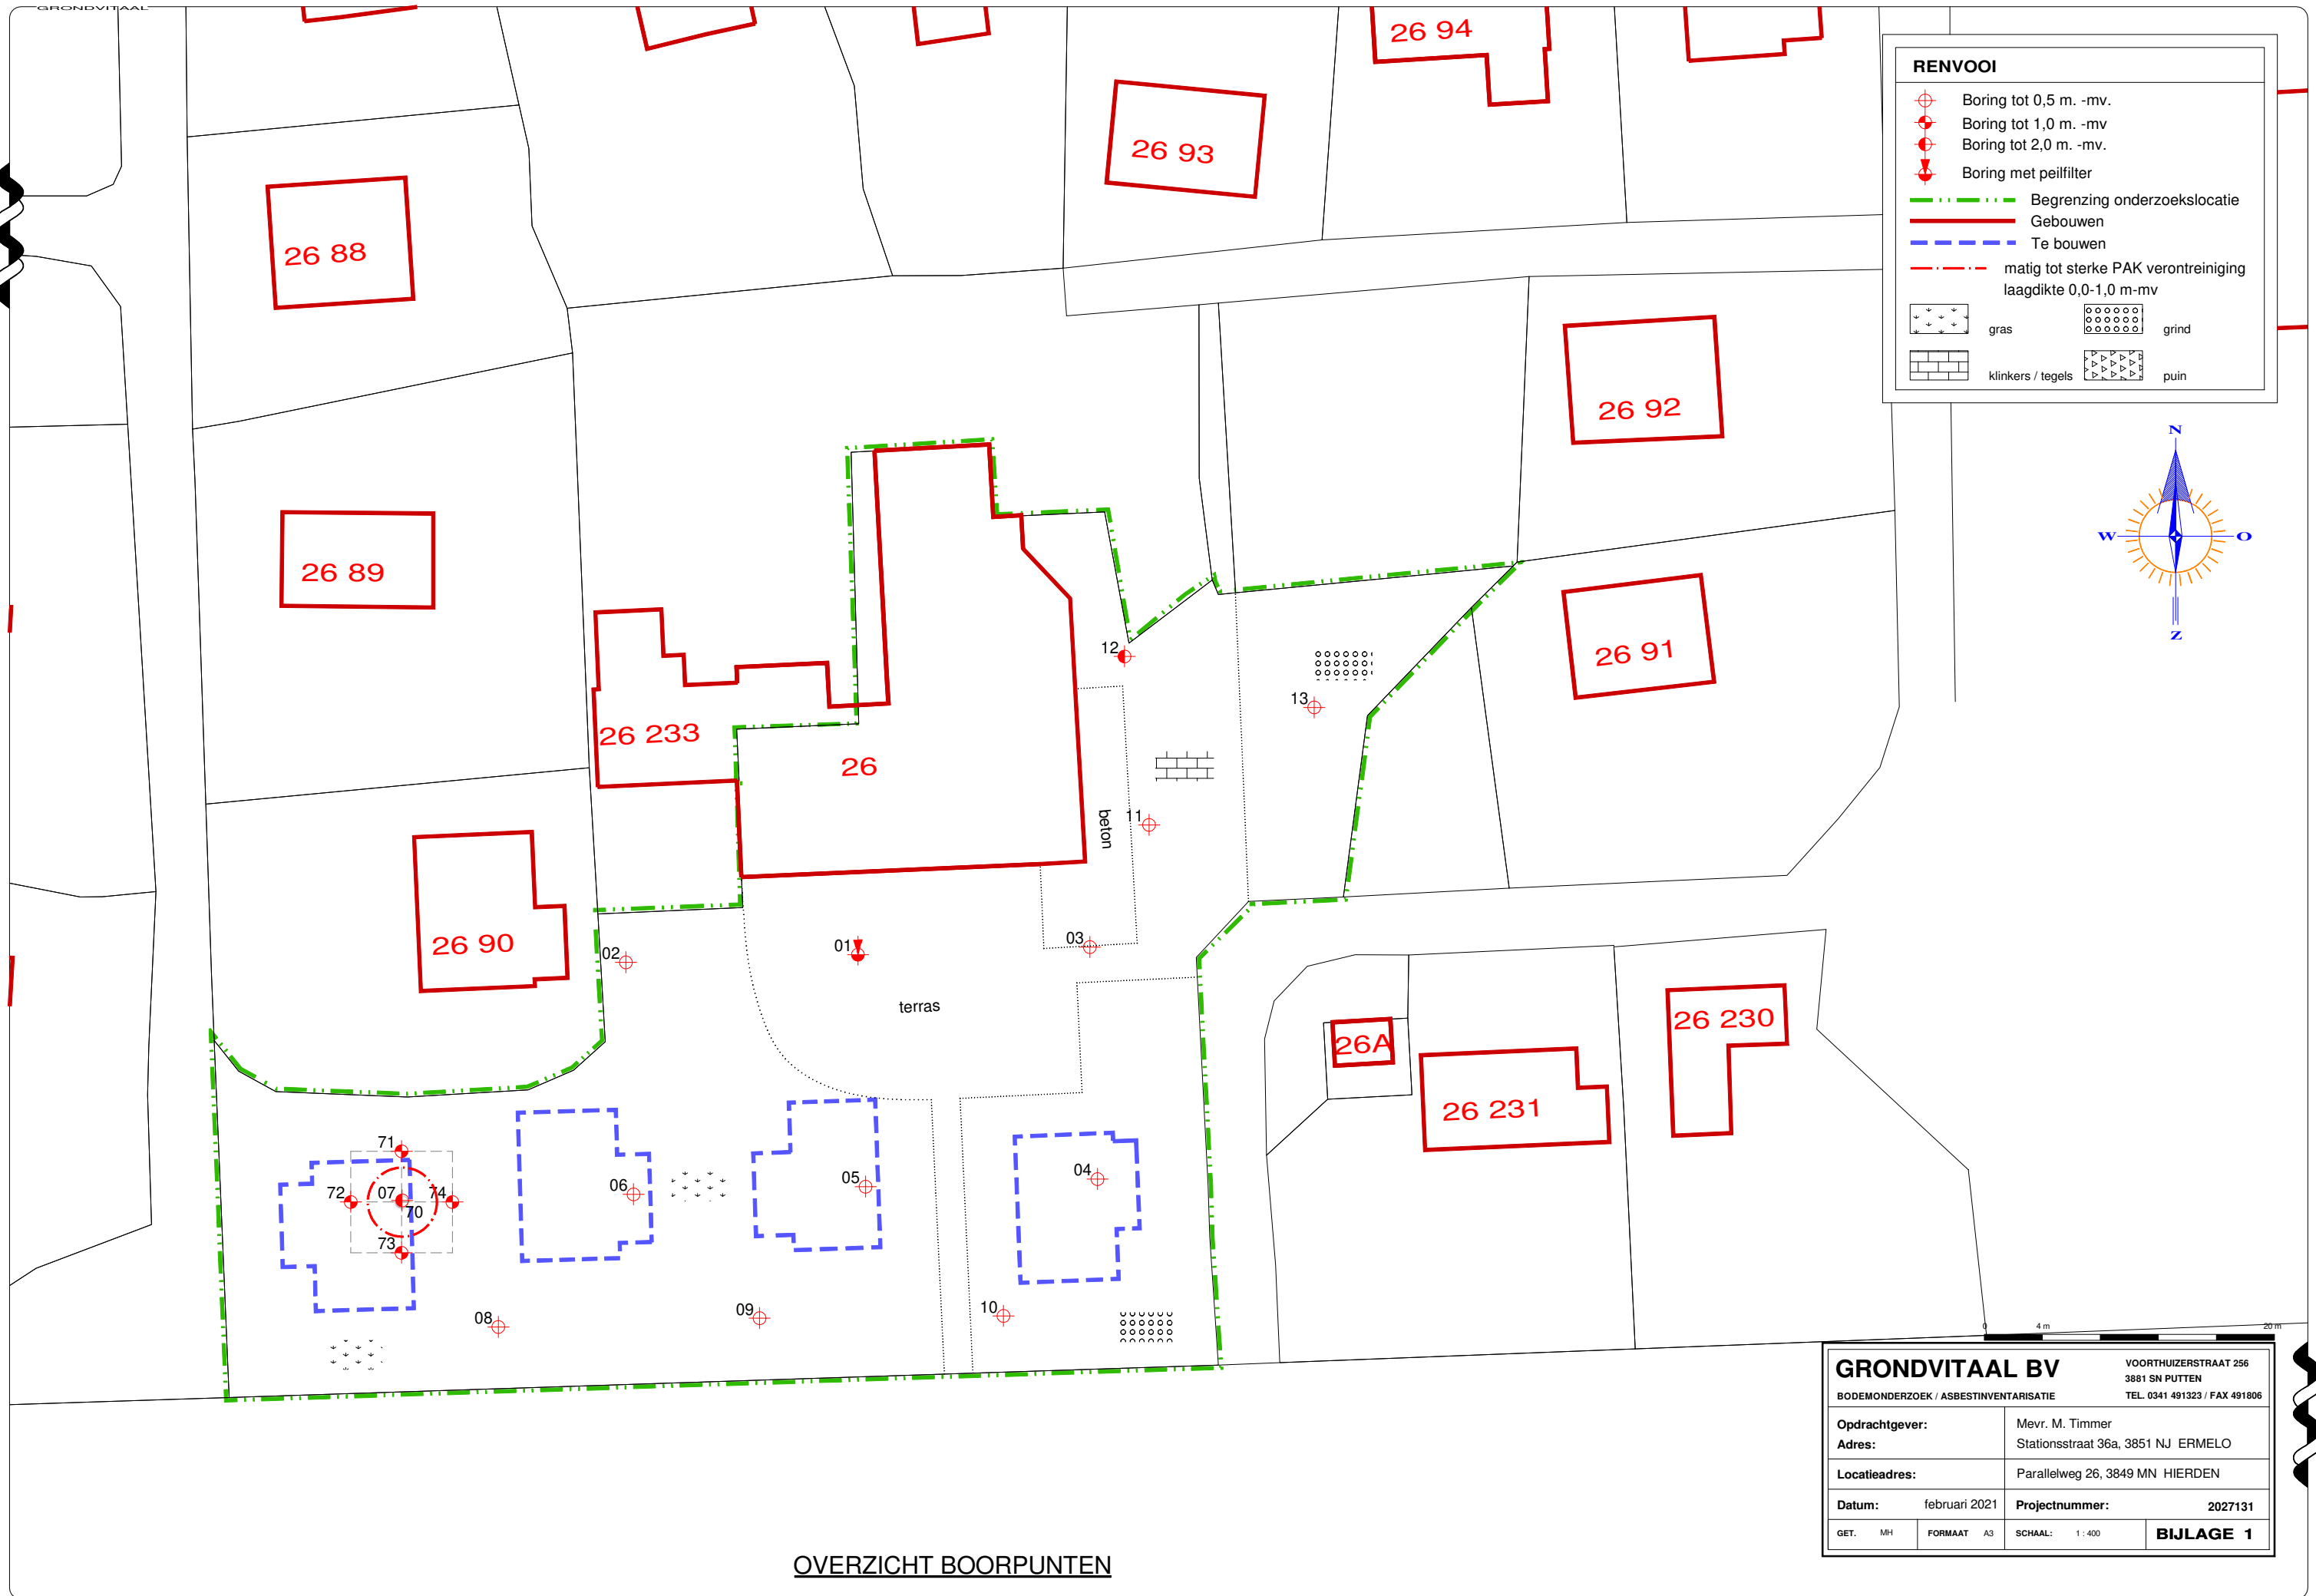 GRONDVITAAL
26 94
RENVOOI
Boring tot 0,5 m. -mv.
Boring tot 1,0 m. -mv
Boring tot 2,0 m. -mv.
Boring met peilfilter
Begrenzing onderzoekslocatie
Gebouwen
Te bouwen
matig tot sterke PAK verontreiniging
laagdikte 0,0-1,0 m-mv
gras
grind
klinkers / tegels
puin
26 93
26 88
26 92
N
W
O
Z
26 89
26 91
12
13
26 233
26
beton
11
26 90
02
01
03
terras
26A
26 230
26 231
71
72
07
74
70
73
06
05
04
08
09
10
0
4 m
20 m
GRONDVITAAL BV
VOORTHUIZERSTRAAT 256
3881 SN PUTTEN
BODEMONDERZOEK / ASBESTINVENTARISATIE
TEL. 0341 491323 / FAX 491806
Opdrachtgever: Mevr. M. Timmer
Adres: Stationsstraat 36a, 3851 NJ ERMELO
Locatieadres: Parallelweg 26, 3849 MN HIERDEN
Datum: februari 2021 Projectnummer: 2027131
GET. MH FORMAAT A3 SCHAAL: 1 : 400 BIJLAGE 1
OVERZICHT BOORPUNTEN